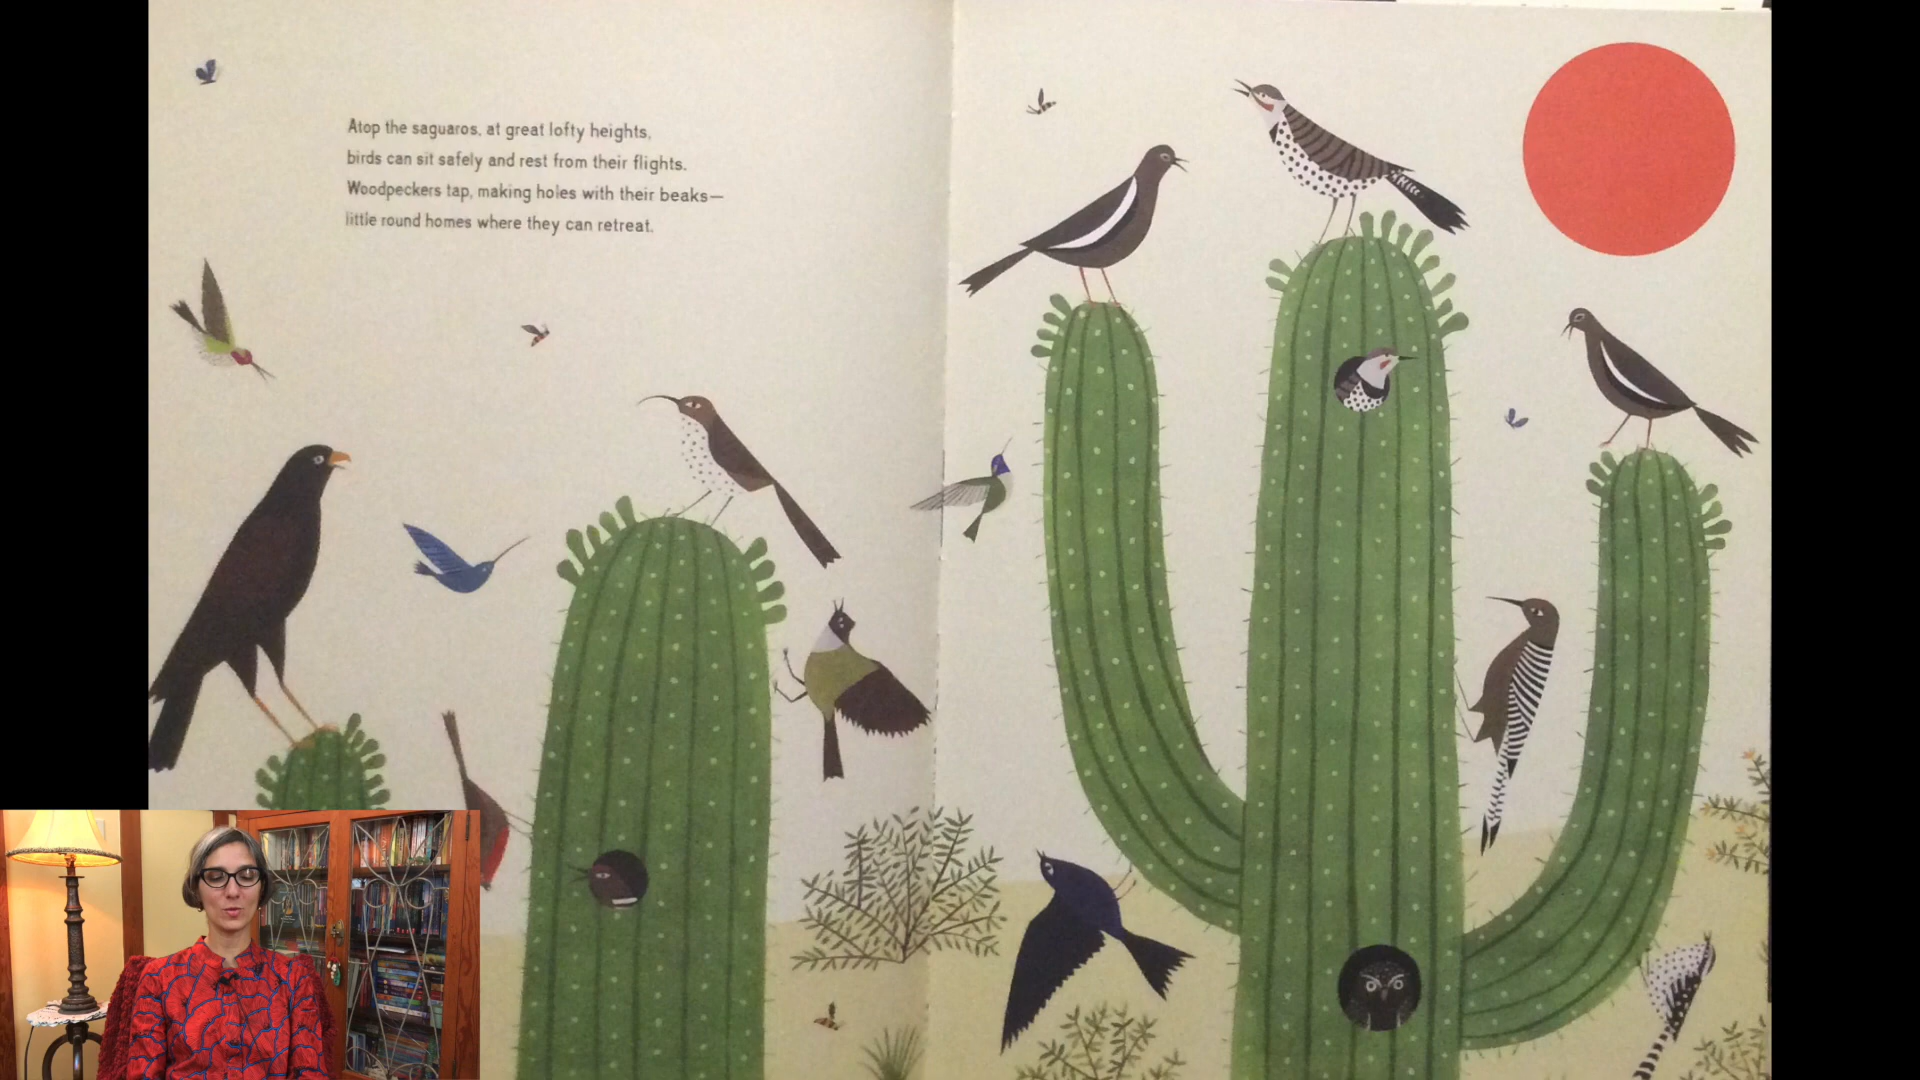 Atop the saguaros, at great lofty heights,
birds can sit safely and rest from their flights.
Woodpeckers tap, making holes with their beaks—
little round homes where they can retreat.